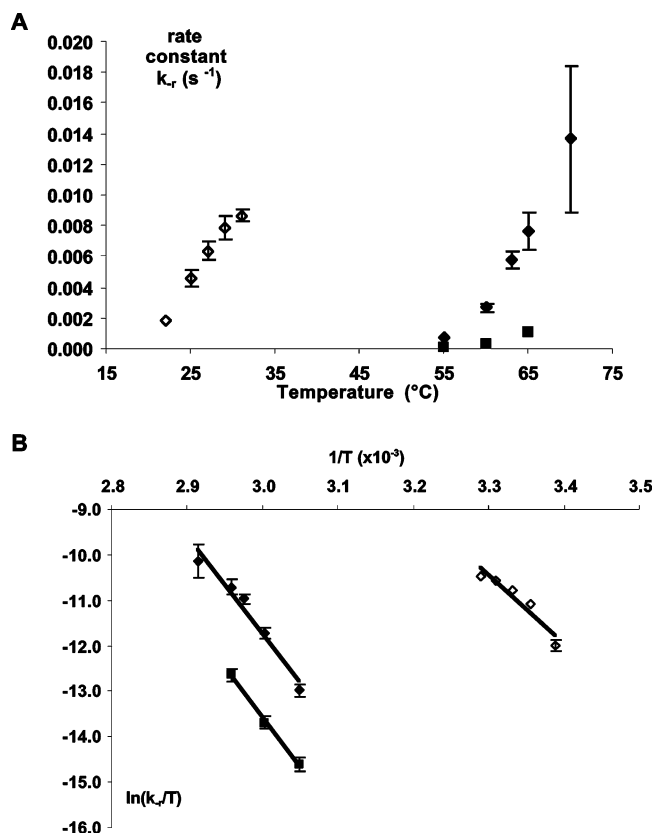 A
rate
constant
k-r (s -1)
0.020
0.018
0.016
0.014
0.012
0.010
0.008
0.006
0.004
0.002
0.000
15 25 35 45 55 65 75
Temperature (°C)
B
1/T (x10-3)
2.8 2.9 3.0 3.1 3.2 3.3 3.4 3.5
-9.0
-10.0
-11.0
-12.0
-13.0
-14.0
-15.0
-16.0
ln(k-r/T)